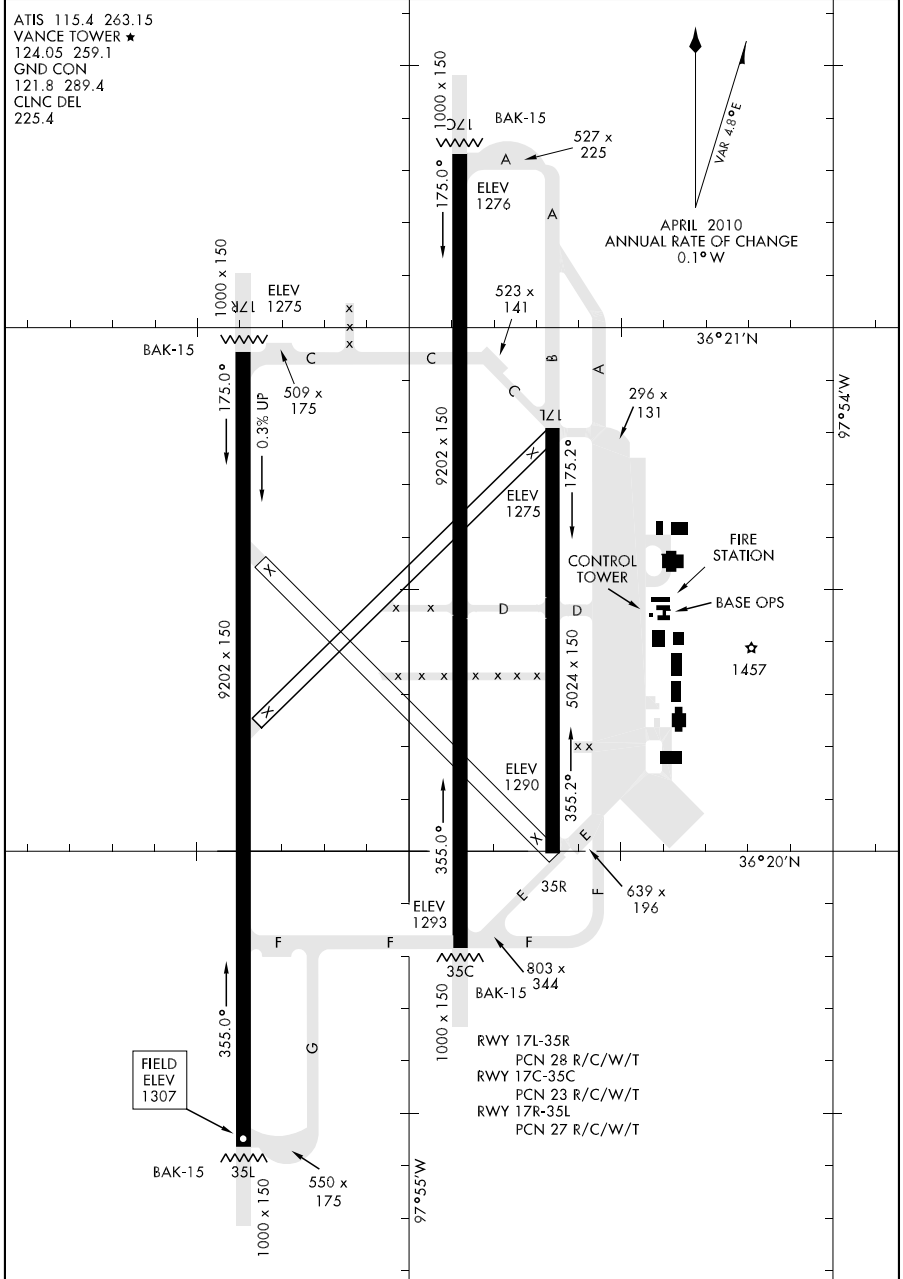 ATIS 115.4 263.15
VANCE TOWER ★
124.05 259.1
GND CON
121.8 289.4
CLNC DEL
225.4
VAR 4.8°E
APRIL 2010
ANNUAL RATE OF CHANGE
0.1° W
1000 x 150
17C
BAK-15
527 x
225
A
175.0°
ELEV
1276
A
1000 x 150
17R
ELEV
1275
x
x
x
523 x
141
36°21'N
BAK-15
C
C
B
A
175.0°
0.3% UP
509 x
175
C
296 x
131
97°54'W
9202 x 150
17L
X
175.2°
ELEV
1275
X
CONTROL
TOWER
FIRE
STATION
BASE OPS
x x
D
D
9202 x 150
5024 x 150
1457
x x x x x x x
X
x x
ELEV
1290
355.2°
355.0°
X
E
36°20'N
35R
E
F
639 x
196
ELEV
1293
F
F
F
35C
803 x
344
BAK-15
355.0°
1000 x 150
G
RWY 17L-35R
PCN 28 R/C/W/T
RWY 17C-35C
PCN 23 R/C/W/T
RWY 17R-35L
PCN 27 R/C/W/T
FIELD
ELEV
1307
BAK-15
35L
550 x
175
1000 x 150
97°55'W